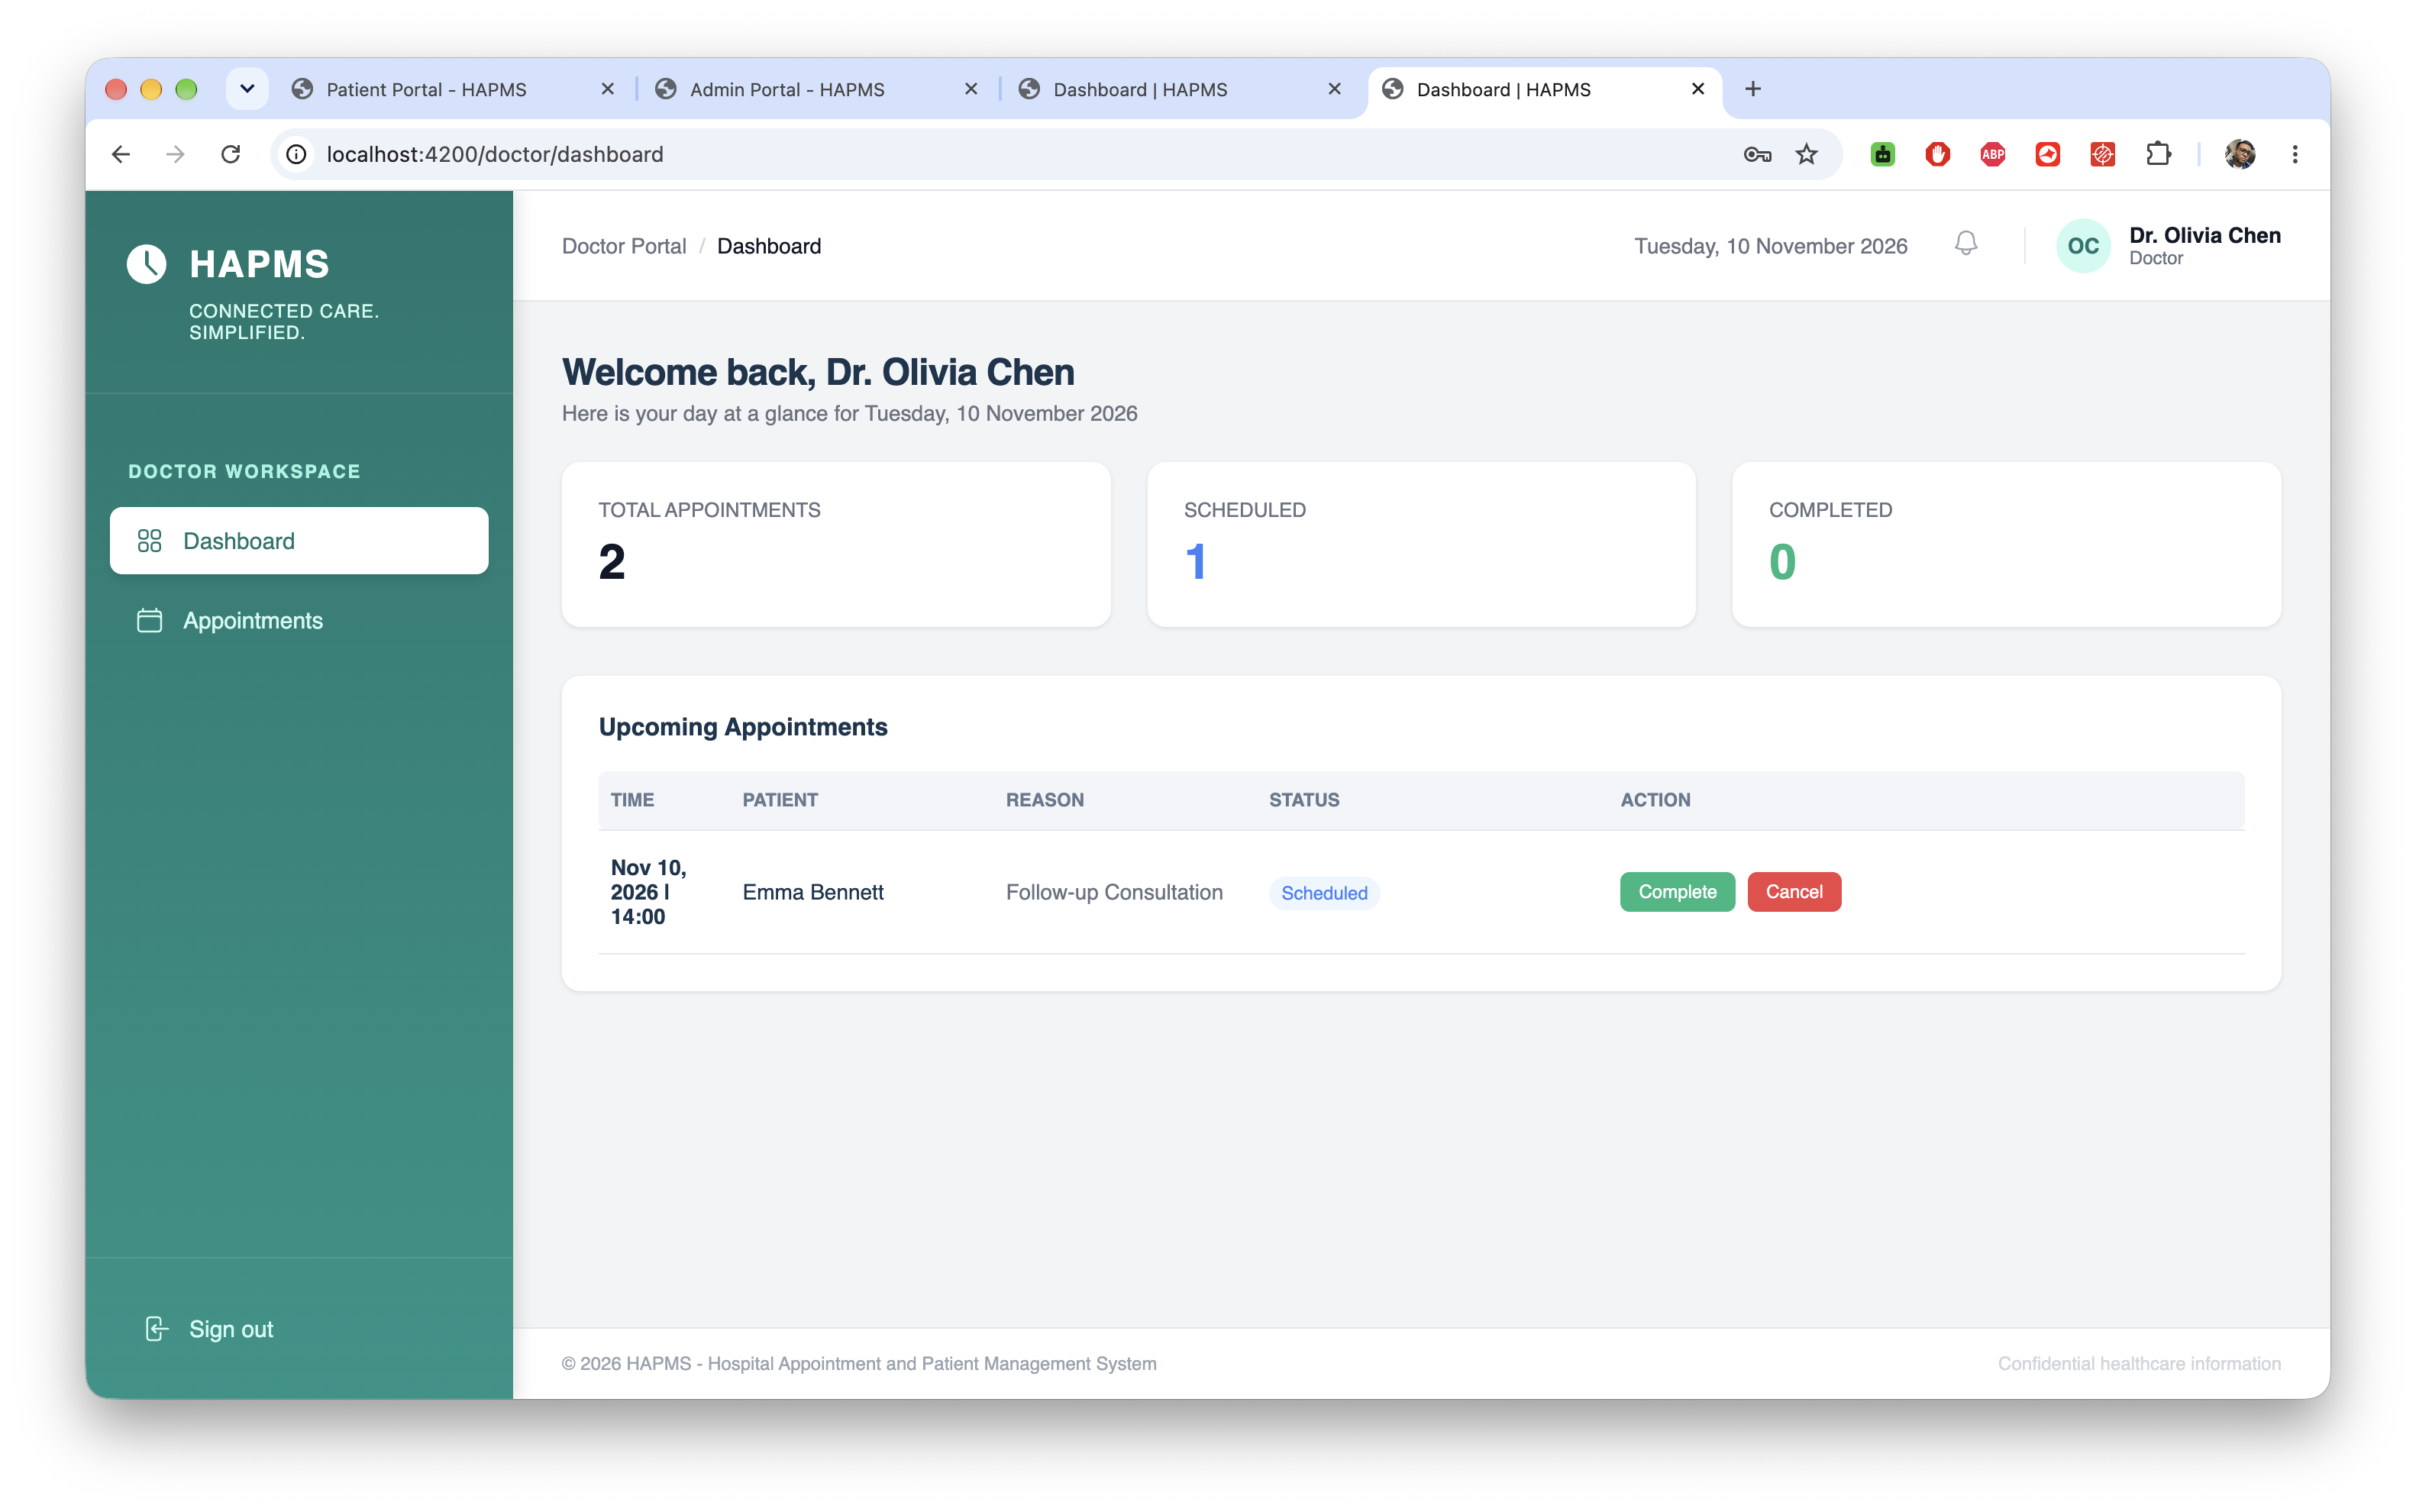 Patient Portal - HAPMS
Admin Portal - HAPMS
Dashboard | HAPMS
Dashboard | HAPMS
localhost:4200/doctor/dashboard
ABP
HAPMS
CONNECTED CARE.
SIMPLIFIED.
DOCTOR WORKSPACE
Dashboard
Appointments
Sign out
Doctor Portal / Dashboard
Tuesday, 10 November 2026
OC
Dr. Olivia Chen
Doctor
Welcome back, Dr. Olivia Chen
Here is your day at a glance for Tuesday, 10 November 2026
TOTAL APPOINTMENTS
2
SCHEDULED
1
COMPLETED
0
Upcoming Appointments
TIME PATIENT REASON STATUS ACTION
Nov 10,
2026 |
14:00
Emma Bennett
Follow-up Consultation
Scheduled
Complete
Cancel
© 2026 HAPMS - Hospital Appointment and Patient Management System
Confidential healthcare information